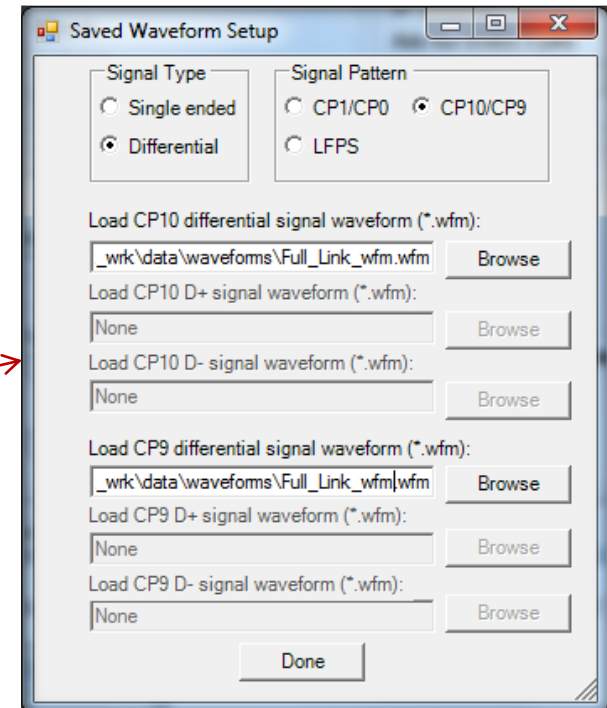 Saved Waveform Setup
Signal Type
Signal Pattern
Single ended
CP1/CP0
CP10/CP9
Differential
LFPS
Load CP10 differential signal waveform (*.wfm):
_wrk\data\waveforms\Full_Link_wfm.wfm
Browse
Load CP10 D+ signal waveform (*.wfm):
None
Browse
Load CP10 D- signal waveform (*.wfm):
None
Browse
Load CP9 differential signal waveform (*.wfm):
_wrk\data\waveforms\Full_Link_wfm.wfm
Browse
Load CP9 D+ signal waveform (*.wfm):
None
Browse
Load CP9 D- signal waveform (*.wfm):
None
Browse
Done